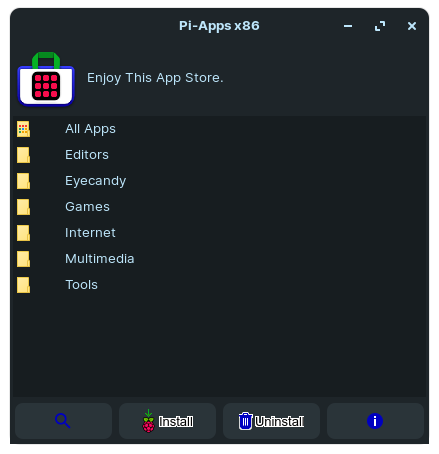 Pi-Apps x86
Enjoy This App Store.
All Apps
Editors
Eyecandy
Games
Internet
Multimedia
Tools
Install
Uninstall